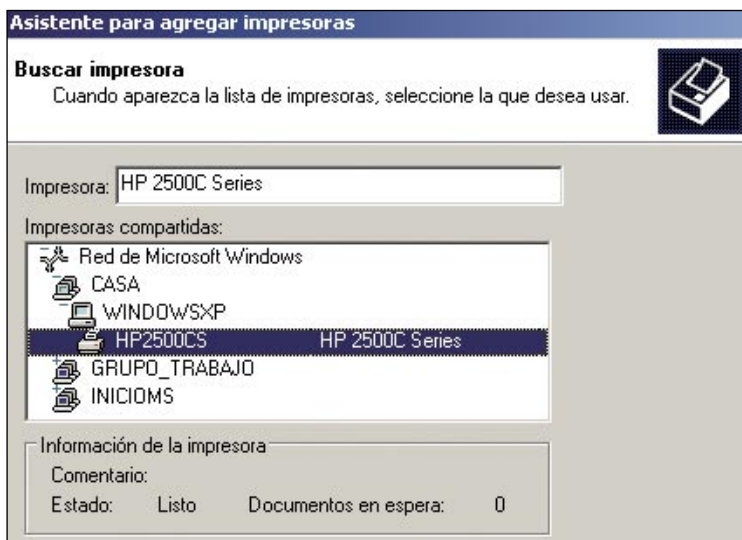 Asistente para agregar impresoras
Buscar impresora
Cuando aparezca la lista de impresoras, seleccione la que desea usar.
Impresora: HP 2500C Series
Impresoras compartidas:
Red de Microsoft Windows
CASA
WINDOWSXP
HP2500CS HP 2500C Series
GRUPO_TRABAJO
INICIOMS
Información de la impresora
Comentario:
Estado: Listo Documentos en espera: 0